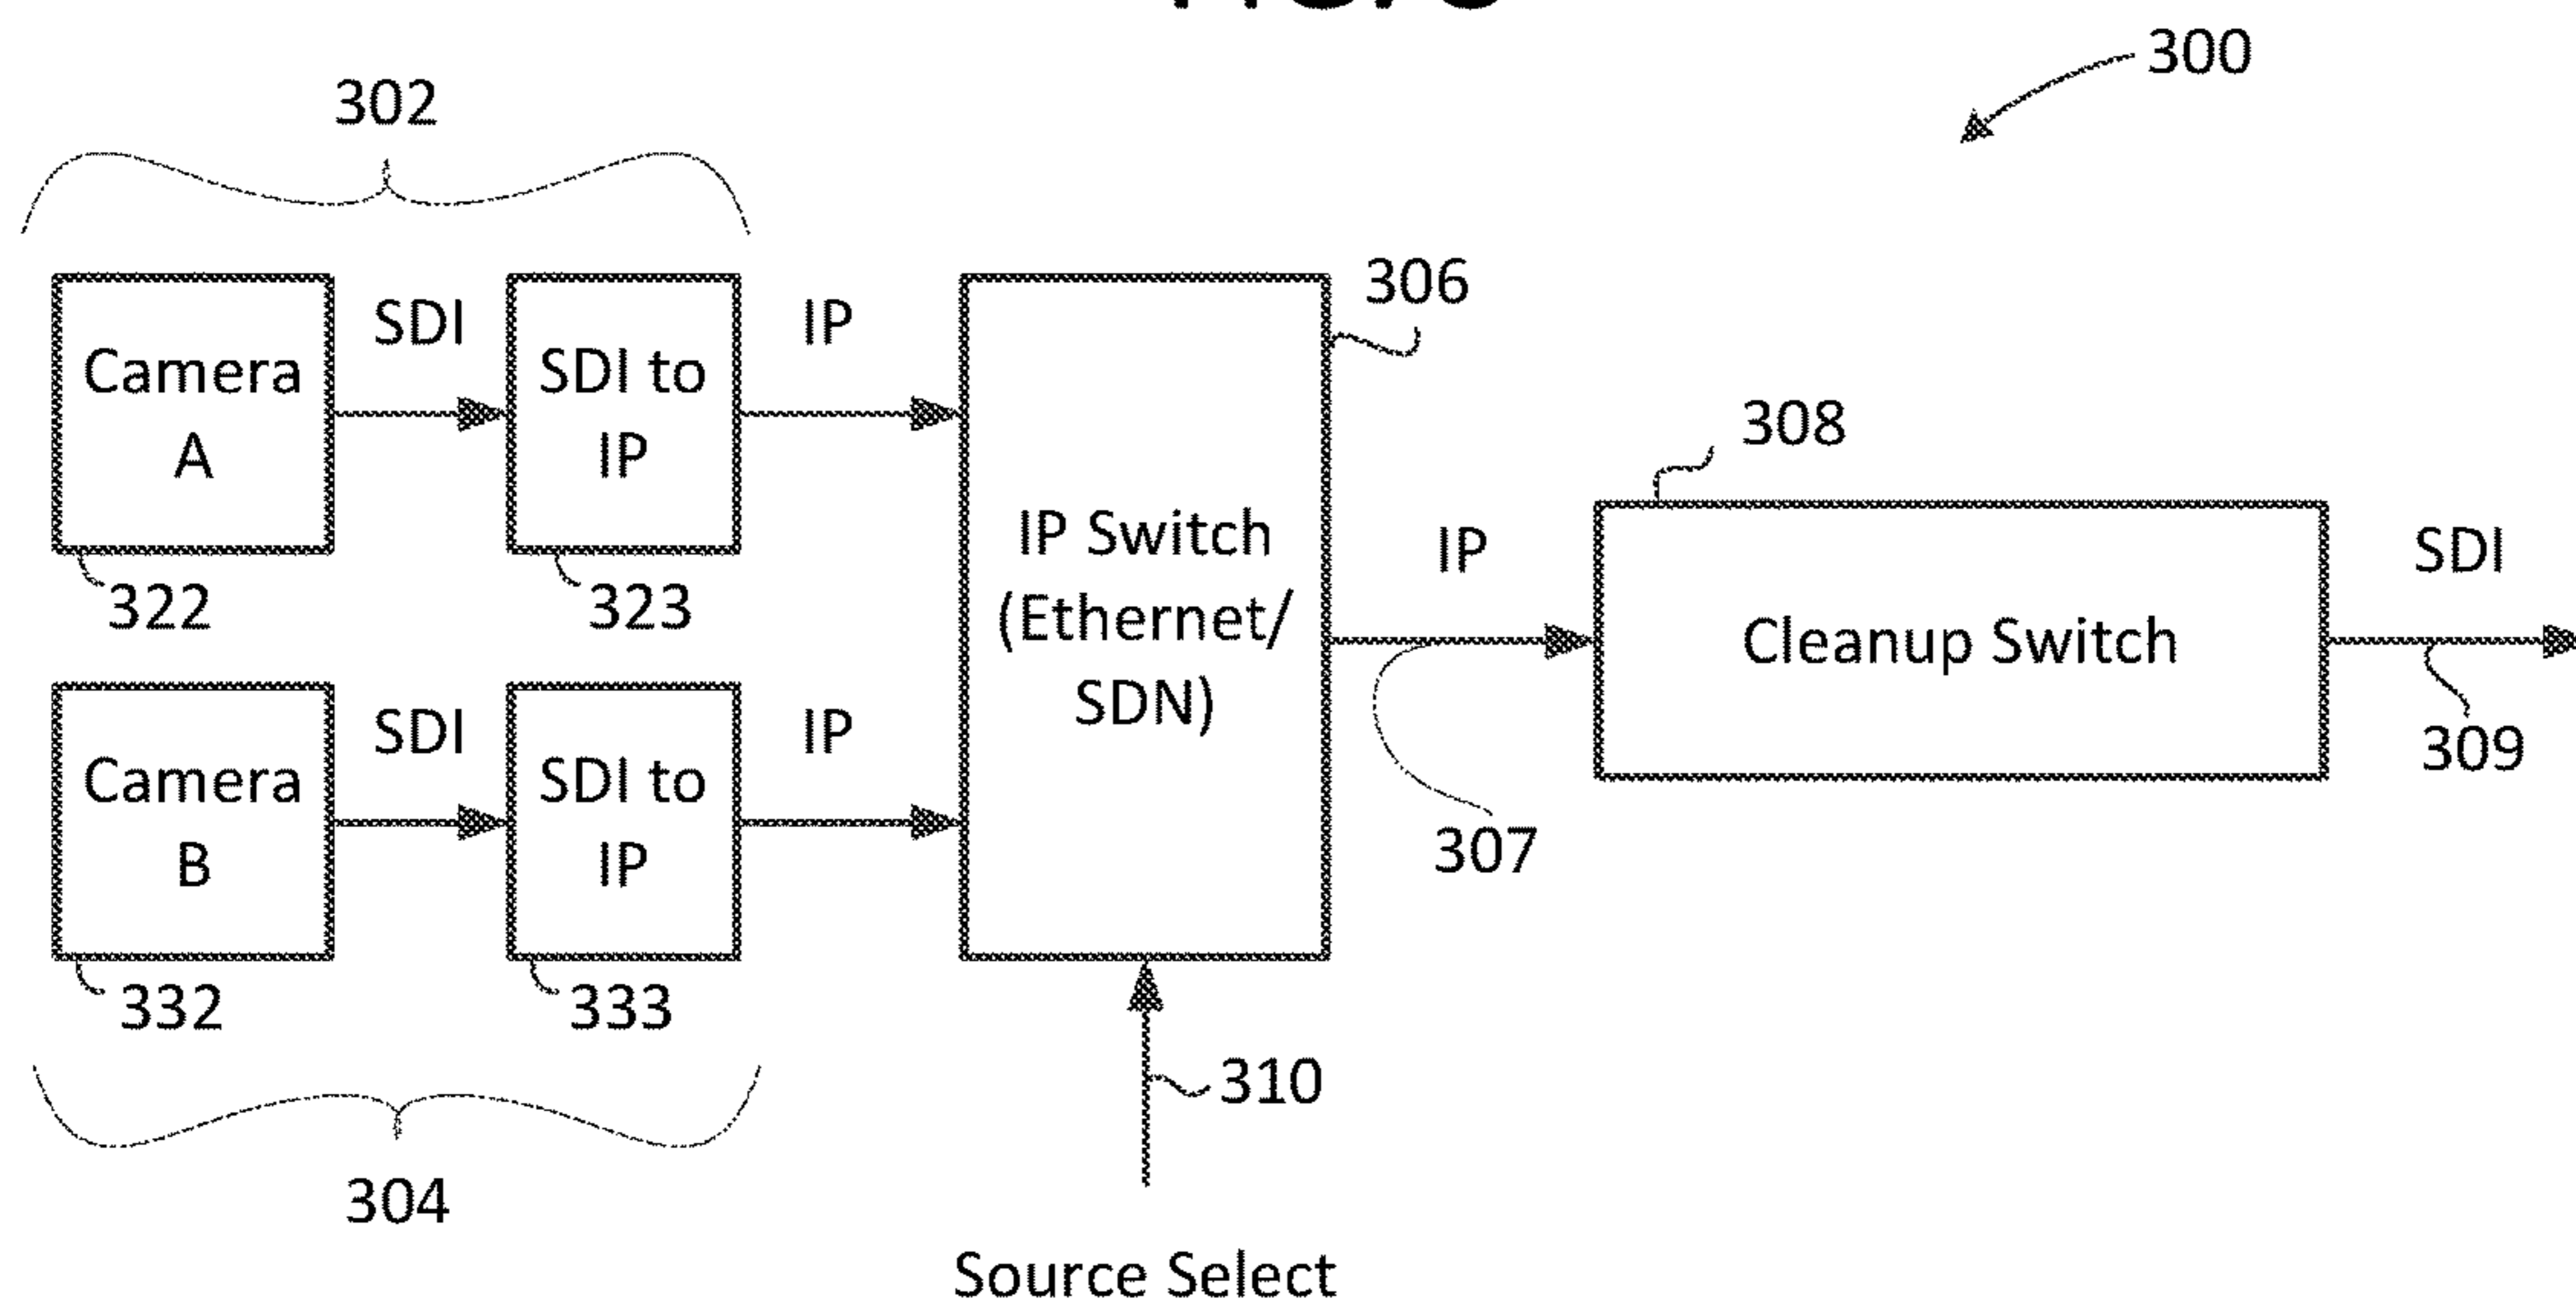 300
302
306
Camera
A
SDI
SDI to
IP
IP
322
323
308
IP Switch
(Ethernet/
SDN)
IP
Cleanup Switch
SDI
309
307
Camera
B
SDI
SDI to
IP
IP
332
333
310
304
Source Select